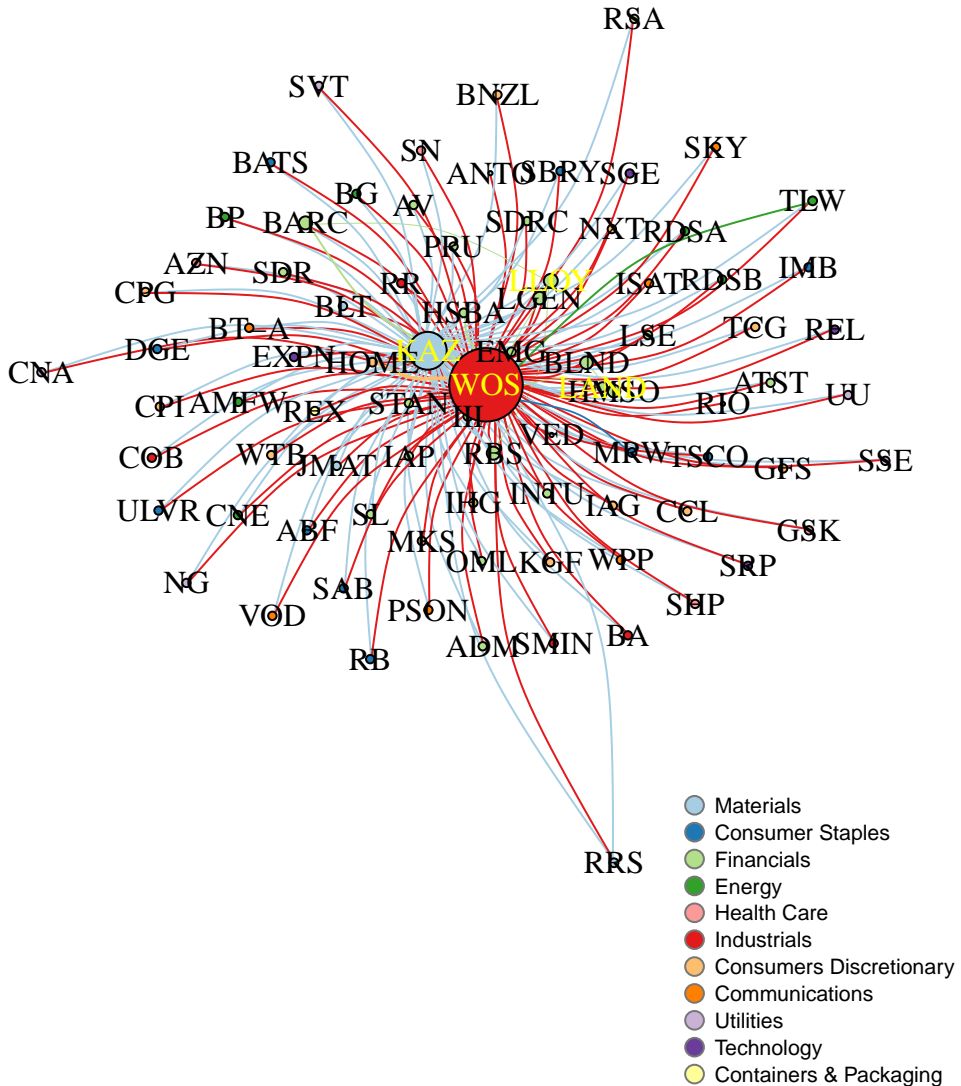 RSA
SVT
BNZL
SKY
SN
BATS
ANTO
SBRY
SGE
BG
TLW
AV
BP
BARC
SDRC
NXT
RDSA
PRU
AZN
SDR
LLOY
ISAT
RDSB
IMB
CPG
RR
LGEN
BLT
HSBA
BT-A
LSE
TCG
REL
DGE
EXPN
KAZ
EMG
HOME
BLIND
CNA
WOS
LAND
ATST
UU
CPI
AMFW
REX
STAN
RIO
III
VED
COB
WTB
JMAT
IAP
RBS
MRW
TSCO
GFS
SSE
ULVR
CNE
ABF
SL
IHG
INTU
IAG
CCL
GSK
MKS
NG
SAB
OML
KGF
WPP
SRP
VOD
PSON
SHP
RB
ADM
SMIN
BA
RRS
Materials
Consumer Staples
Financials
Energy
Health Care
Industrials
Consumers Discretionary
Communications
Utilities
Technology
Containers & Packaging